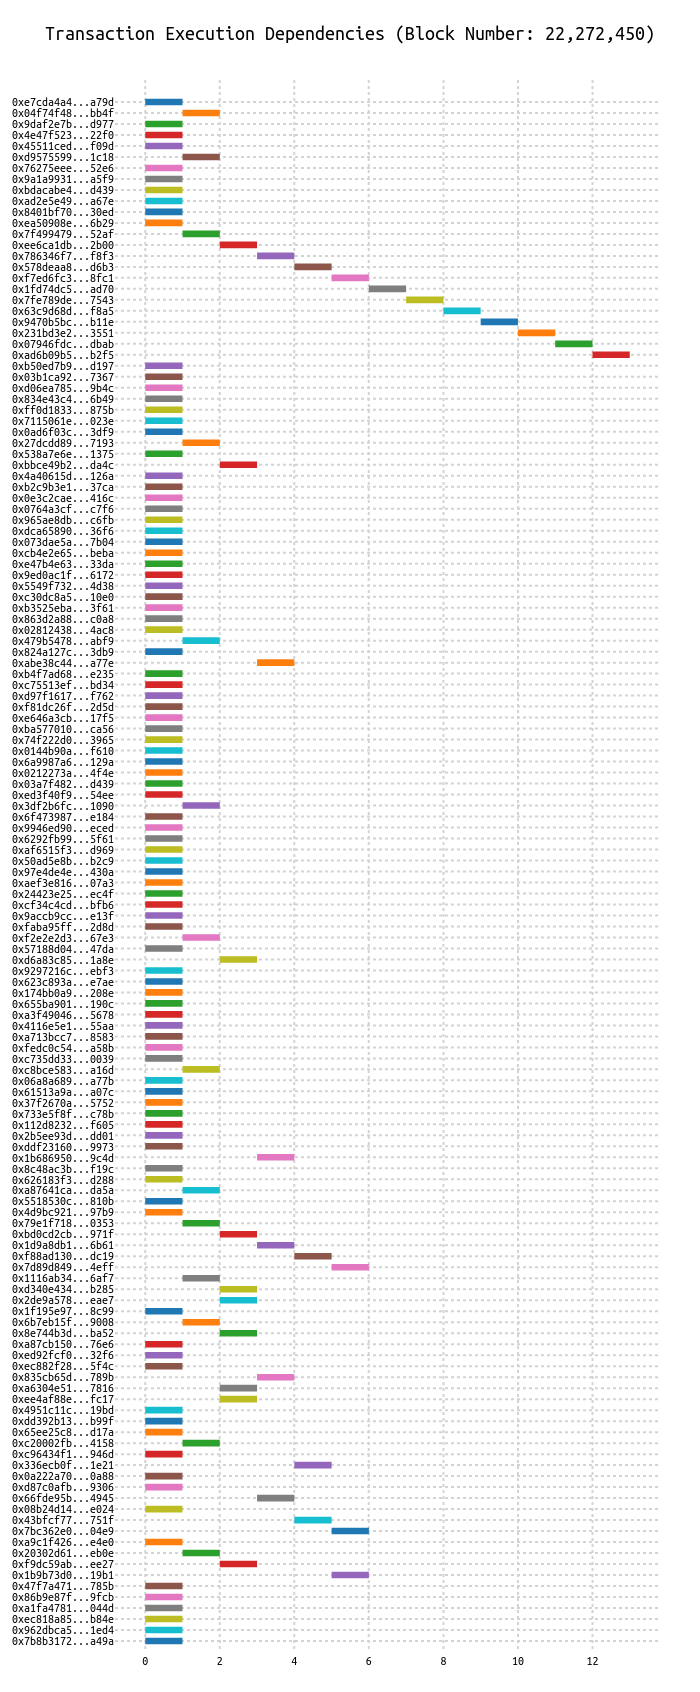 Transaction Execution Dependencies (Block Number: 22,272,450)
0xe7cda4a4...a79d
0x04f74f48...bb4f
0x9daf2e7b...d977
0x4e47f523...22f0
0x45511ced...f09d
0xd9575599...1c18
0x76275eee...52e6
0x9a1a9931...a5f9
0xbdacabe4...d439
0xad2e5e49...a67e
0x8401bf70...30ed
0xea50908e...6b29
0x7f499479...52af
0xee6ca1db...2b00
0x786346f7...f8f3
0x578deaa8...d6b3
0xf7ed6fc3...8fc1
0x1fd74dc5...ad70
0x7fe789de...7543
0x63c9d68d...f8a5
0x9470b5bc...b11e
0x231bd3e2...3551
0x07946fdc...dbab
0xad6b09b5...b2f5
0xb50ed7b9...d197
0x03b1ca92...7367
0xd06ea785...9b4c
0x834e43c4...6b49
0xff0d1833...875b
0x7115061e...023e
0x0ad6f03c...3df9
0x27dcdd89...7193
0x538a7e6e...1375
0xbbce49b2...da4c
0x4a40615d...126a
0xb2c9b3e1...37ca
0x0e3c2cae...416c
0x0764a3cf...c7f6
0x965ae8db...c6fb
0xdca65890...36f6
0x073dae5a...7b04
0xcb4e2e65...beba
0xe47b4e63...33da
0x9ed0ac1f...6172
0x5549f732...4d38
0xc30dc8a5...10e0
0xb3525eba...3f61
0x863d2a88...c0a8
0x02812438...4ac8
0x479b5478...abf9
0x824a127c...3db9
0xabe38c44...a77e
0xb4f7ad68...e235
0xc75513ef...bd34
0xd97f1617...f762
0xf81dc26f...2d5d
0xe646a3cb...17f5
0xba577010...ca56
0x74f222d0...3965
0x0144b90a...f610
0x6a9987a6...129a
0x0212273a...4f4e
0x03a7f482...d439
0xed3f40f9...54ee
0x3df2b6fc...1090
0x6f473987...e184
0x9946ed90...eced
0x6292fb99...5f61
0xaf6515f3...d969
0x50ad5e8b...b2c9
0x97e4de4e...430a
0xaef3e816...07a3
0x24423e25...ec4f
0xcf34c4cd...bfb6
0x9accb9cc...e13f
0xfaba95ff...2d8d
0xf2e2e2d3...67e3
0x57188d04...47da
0xd6a83c85...1a8e
0x9297216c...ebf3
0x623c893a...e7ae
0x174bb0a9...208e
0x655ba901...190c
0xa3f49046...5678
0x4116e5e1...55aa
0xa713bcc7...8583
0xfedc0c54...a58b
0xc735dd33...0039
0xc8bce583...a16d
0x06a8a689...a77b
0x61513a9a...a07c
0x37f2670a...5752
0x733e5f8f...c78b
0x112d8232...f605
0x2b5ee93d...dd01
0xddf23160...9973
0x1b686950...9c4d
0x8c48ac3b...f19c
0x626183f3...d288
0xa87641ca...da5a
0x5518530c...810b
0x4d9bc921...97b9
0x79e1f718...0353
0xbd0cd2cb...971f
0x1d9a8db1...6b61
0xf88ad130...dc19
0x7d89d849...4eff
0x1116ab34...6af7
0xd340e434...b285
0x2de9a578...eae7
0x1f195e97...8c99
0x6b7eb15f...9008
0x8e744b3d...ba52
0xa87cb150...76e6
0xed92fcf0...32f6
0xec882f28...5f4c
0x835cb65d...789b
0xa6304e51...7816
0xee4af88e...fc17
0x4951c11c...19bd
0xdd392b13...b99f
0x65ee25c8...d17a
0xc20002fb...4158
0xc96434f1...946d
0x336ecb0f...1e21
0x0a222a70...0a88
0xd87c0afb...9306
0x66fde95b...4945
0x08b24d14...e024
0x43bfcf77...751f
0x7bc362e0...04e9
0xa9c1f426...e4e0
0x20302d61...eb0e
0xf9dc59ab...ee27
0x1b9b73d0...19b1
0x47f7a471...785b
0x86b9e87f...9fcb
0xa1fa4781...044d
0xec818a85...b84e
0x962dbca5...1ed4
0x7b8b3172...a49a
0 2 4 6 8 10 12